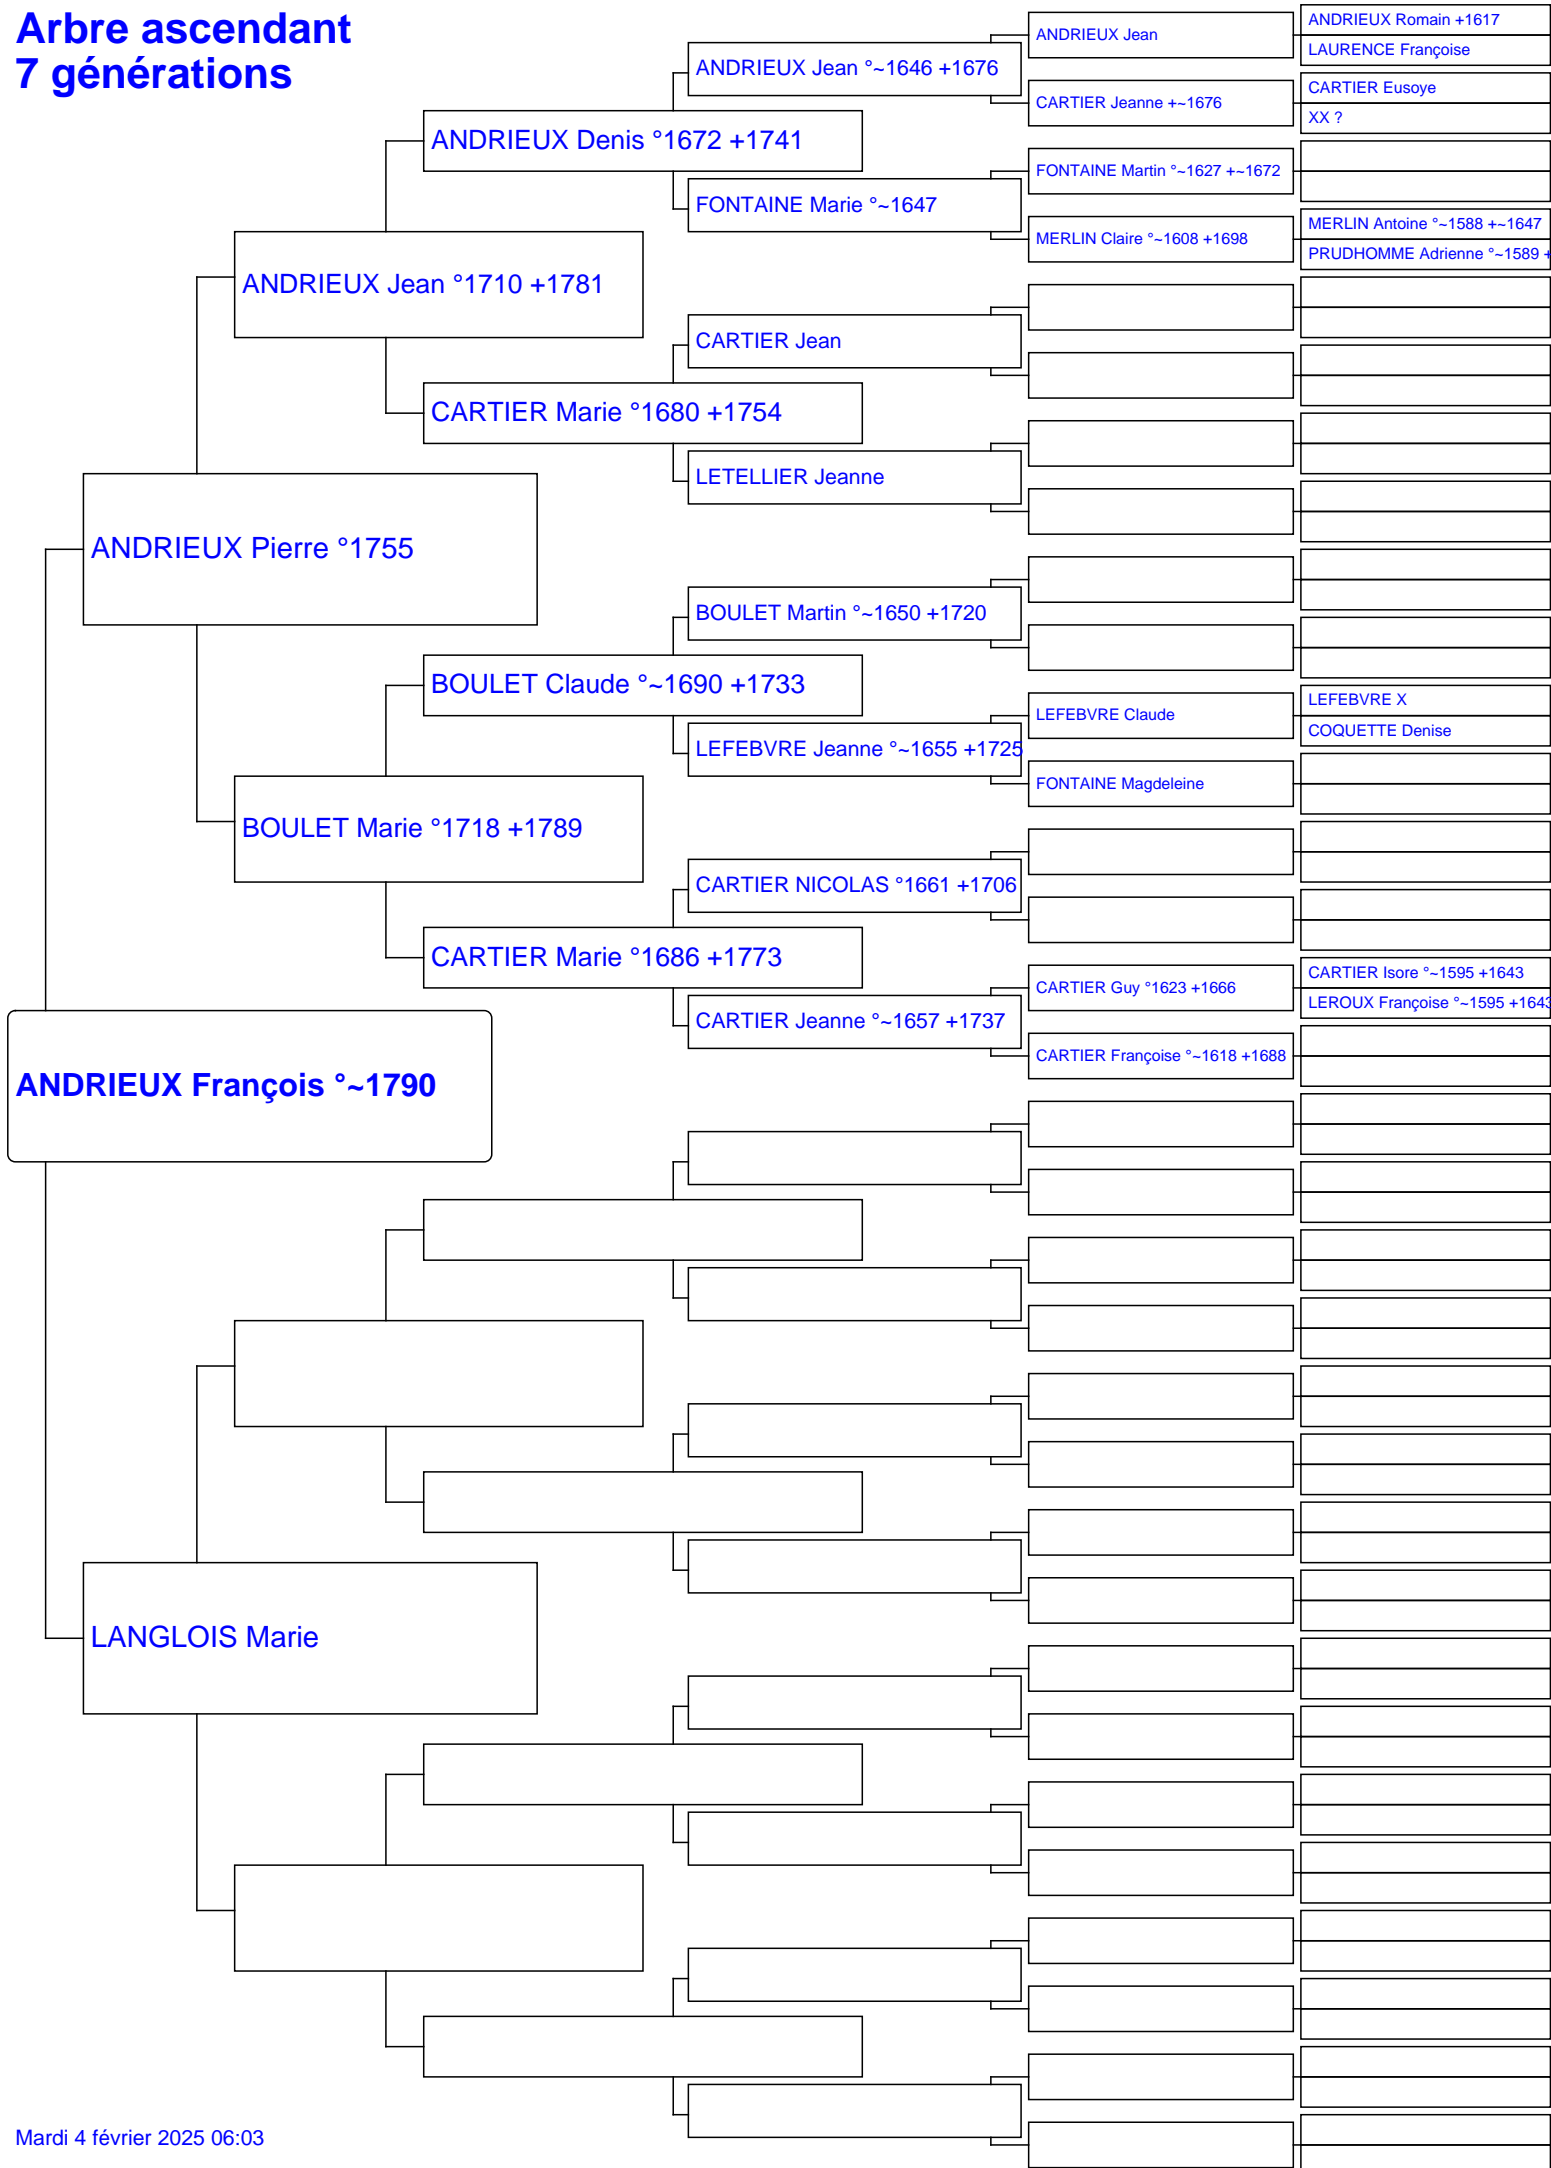 Arbre ascendant
7 générations
ANDRIEUX François °~1790
ANDRIEUX Pierre °1755
LANGLOIS Marie
ANDRIEUX Jean °1710 +1781
BOULET Marie °1718 +1789
ANDRIEUX Denis °1672 +1741
CARTIER Marie °1680 +1754
BOULET Claude °~1690 +1733
CARTIER Marie °1686 +1773
ANDRIEUX Jean °~1646 +1676
FONTAINE Marie °~1647
CARTIER Jean
LETELLIER Jeanne
BOULET Martin °~1650 +1720
LEFEBVRE Jeanne °~1655 +1725
CARTIER NICOLAS °1661 +1706
CARTIER Jeanne °~1657 +1737
ANDRIEUX Jean
CARTIER Jeanne +~1676
FONTAINE Martin °~1627 +~1672
MERLIN Claire °~1608 +1698
LEFEBVRE Claude
FONTAINE Magdeleine
CARTIER Guy °1623 +1666
CARTIER Françoise °~1618 +1688
ANDRIEUX Romain +1617
LAURENCE Françoise
CARTIER Eusoye
XX ?
MERLIN Antoine °~1588 +~1647
PRUDHOMME Adrienne °~1589 +
LEFEBVRE X
COQUETTE Denise
CARTIER Isore °~1595 +1643
LEROUX Françoise °~1595 +1643
Mardi 4 février 2025 06:03